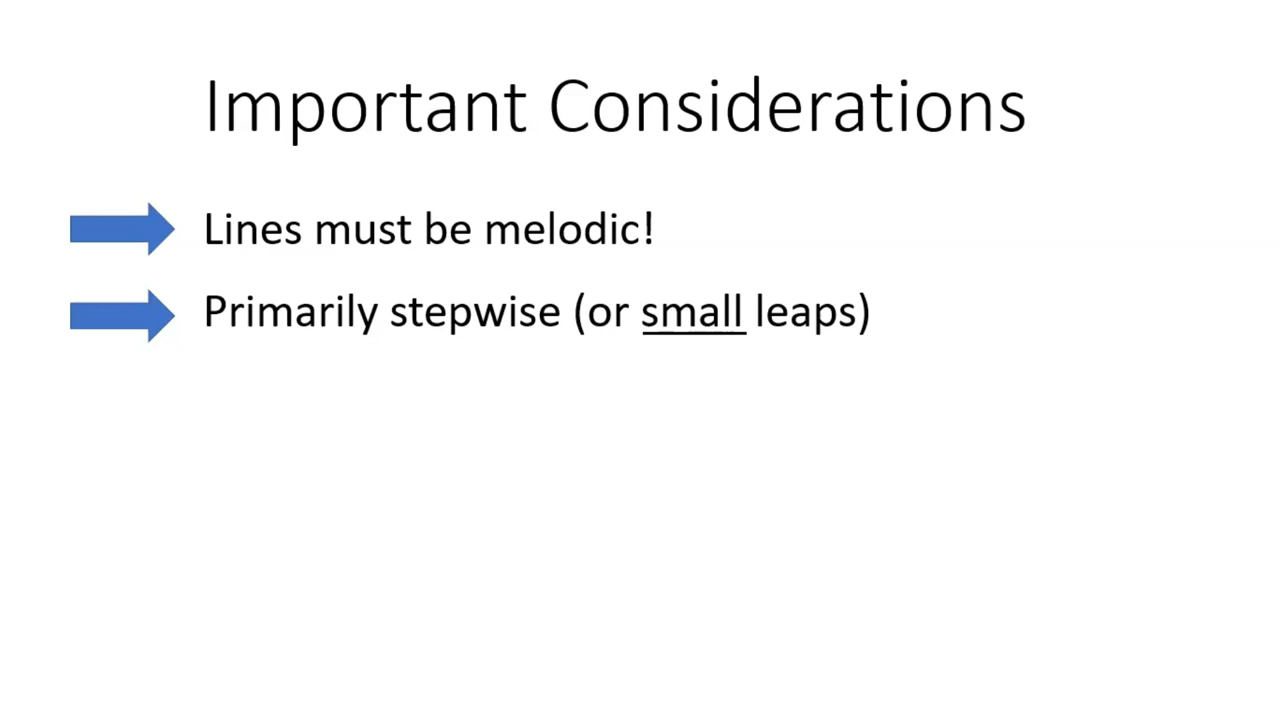 Important Considerations
Lines must be melodic!
Primarily stepwise (or small leaps)